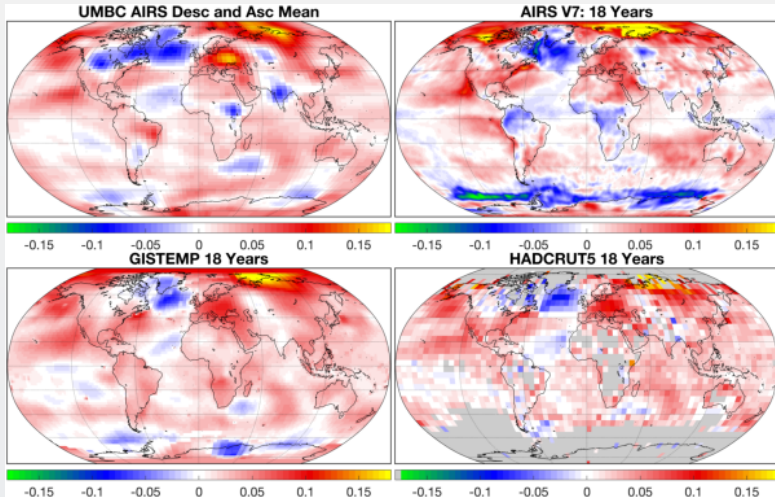 UMBC AIRS Desc and Asc Mean
AIRS V7: 18 Years
-0.15 -0.1 -0.05 0 0.05 0.1 0.15
-0.15 -0.1 -0.05 0 0.05 0.1 0.15
GISTEMP 18 Years
HADCRUT5 18 Years
-0.15 -0.1 -0.05 0 0.05 0.1 0.15
-0.15 -0.1 -0.05 0 0.05 0.1 0.15